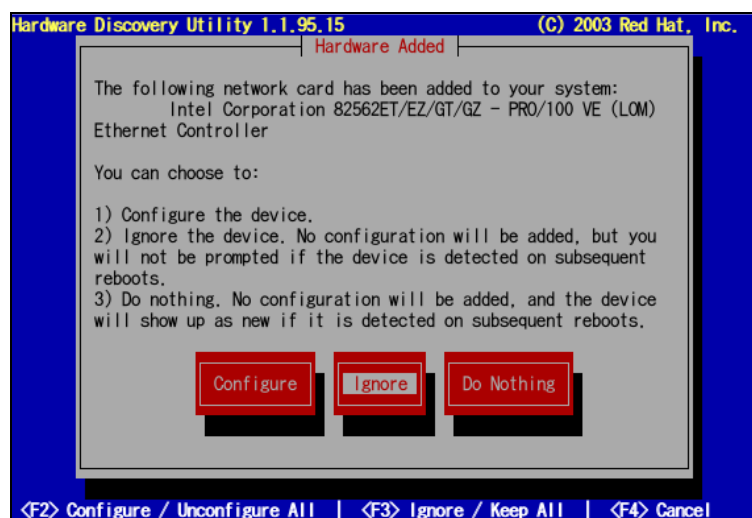 Hardware Discovery Utility 1.1.95.15 (C) 2003 Red Hat, Inc.
Hardware Added
The following network card has been added to your system:
Intel Corporation 82562ET/EZ/GT/GZ - PRO/100 VE (LOM)
Ethernet Controller
You can choose to:
1) Configure the device.
2) Ignore the device. No configuration will be added, but you
will not be prompted if the device is detected on subsequent
reboots.
3) Do nothing. No configuration will be added, and the device
will show up as new if it is detected on subsequent reboots.
Configure Ignore Do Nothing
<F2> Configure / Unconfigure All | <F3> Ignore / Keep All | <F4> Cancel